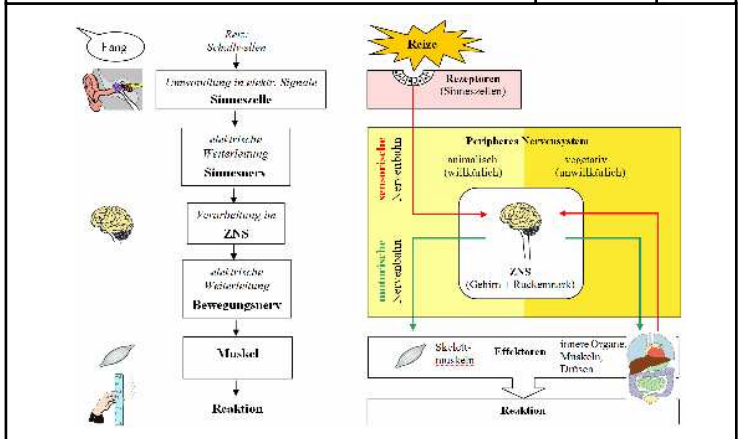 Fang
Reiz:
Schallwellen
Umwandlung in elektr. Signale
Sinneszelle
elektrische
Weiterleitung
Sinnesnerv
Verarbeitung im
ZNS
elektrische
Weiterleitung
Bewegungsnerv
Muskel
Reaktion
Reize
Rezeptoren
(Sinneszellen)
Peripheres Nervensystem
animalisch
(willkürlich)
vegetativ
(unwillkürlich)
sensorische
Nervenbahn
motorische
Nervenbahn
ZNS
(Gehirn + Rückenmark)
Skelett-
muskeln
Effektoren
innere Organe,
Muskeln,
Drüsen
Reaktion